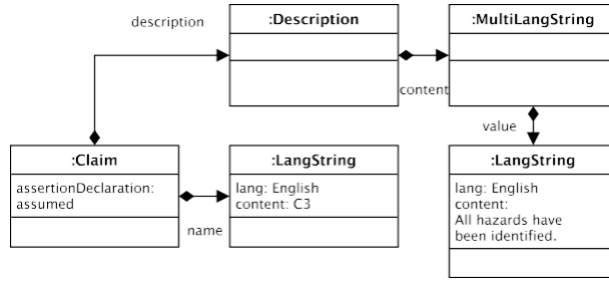 description
:Description
:MultiLangString
content
value
:Claim
assertionDeclaration:
assumed
name
:LangString
lang: English
content: C3
:LangString
lang: English
content:
All hazards have
been identified.